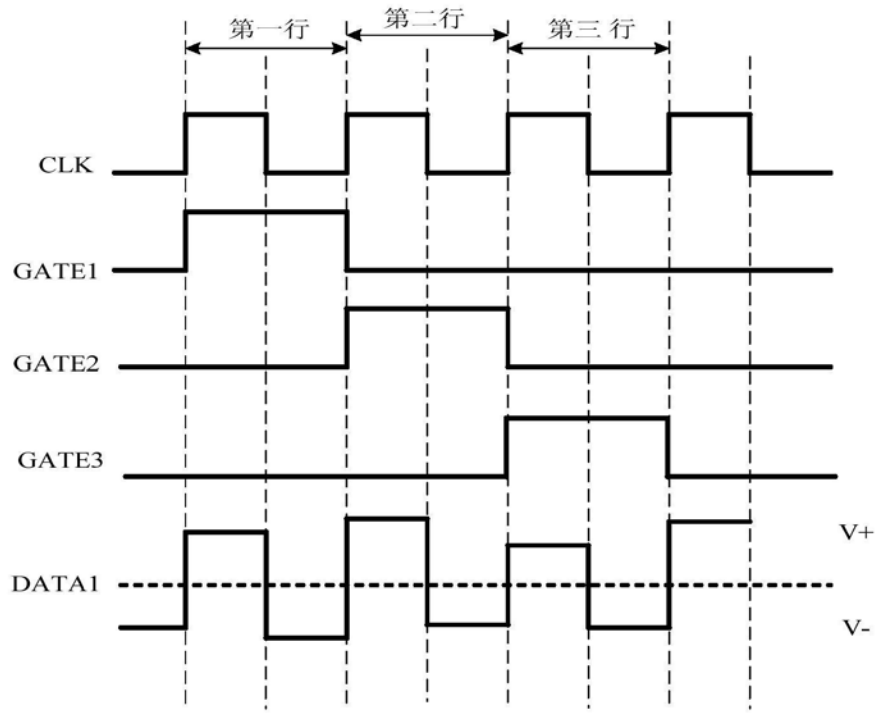 第一行
第二行
第三 行
CLK
GATE1
GATE2
GATE3
V+
DATA1
V-